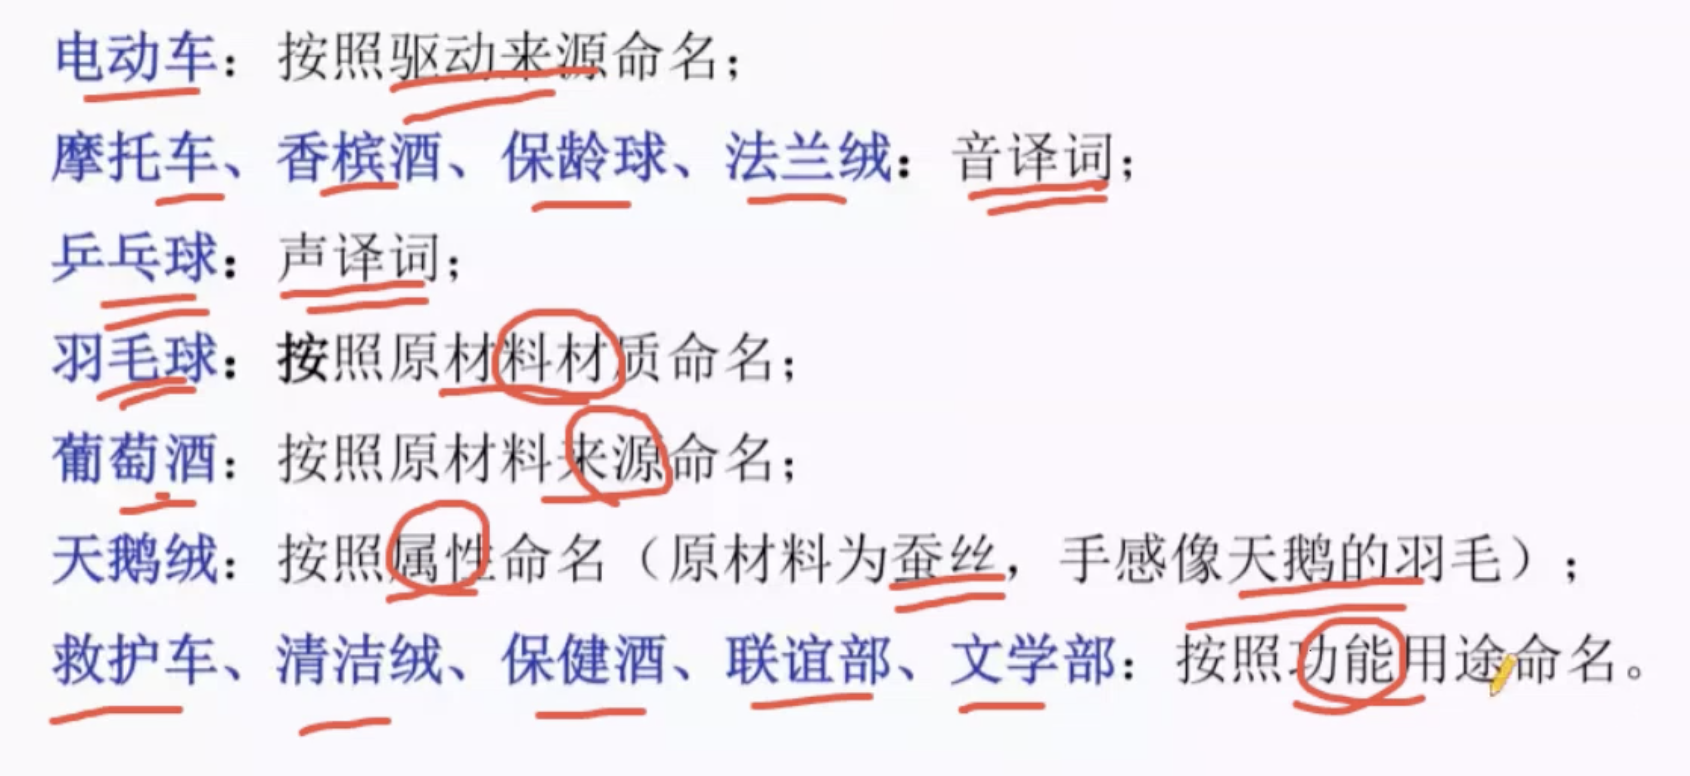 电动车：按照驱动来源命名；
摩托车、香槟酒、保龄球、法兰绒：音译词；
乒乓球：声译词；
羽毛球：按照原材料材质命名；
葡萄酒：按照原材料来源命名；
天鹅绒：按照属性命名（原材料为蚕丝，手感像天鹅的羽毛）；
救护车、清洁绒、保健酒、联谊部、文学部：按照功能用途命名。